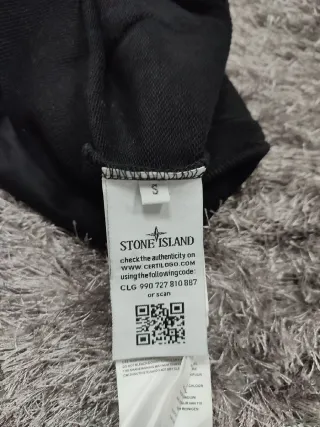 S
STONE ISLAND
check the authenticity on
WWW.CERTILOGO.COM
using the following code:
CLG 990 727 810 887
or scan